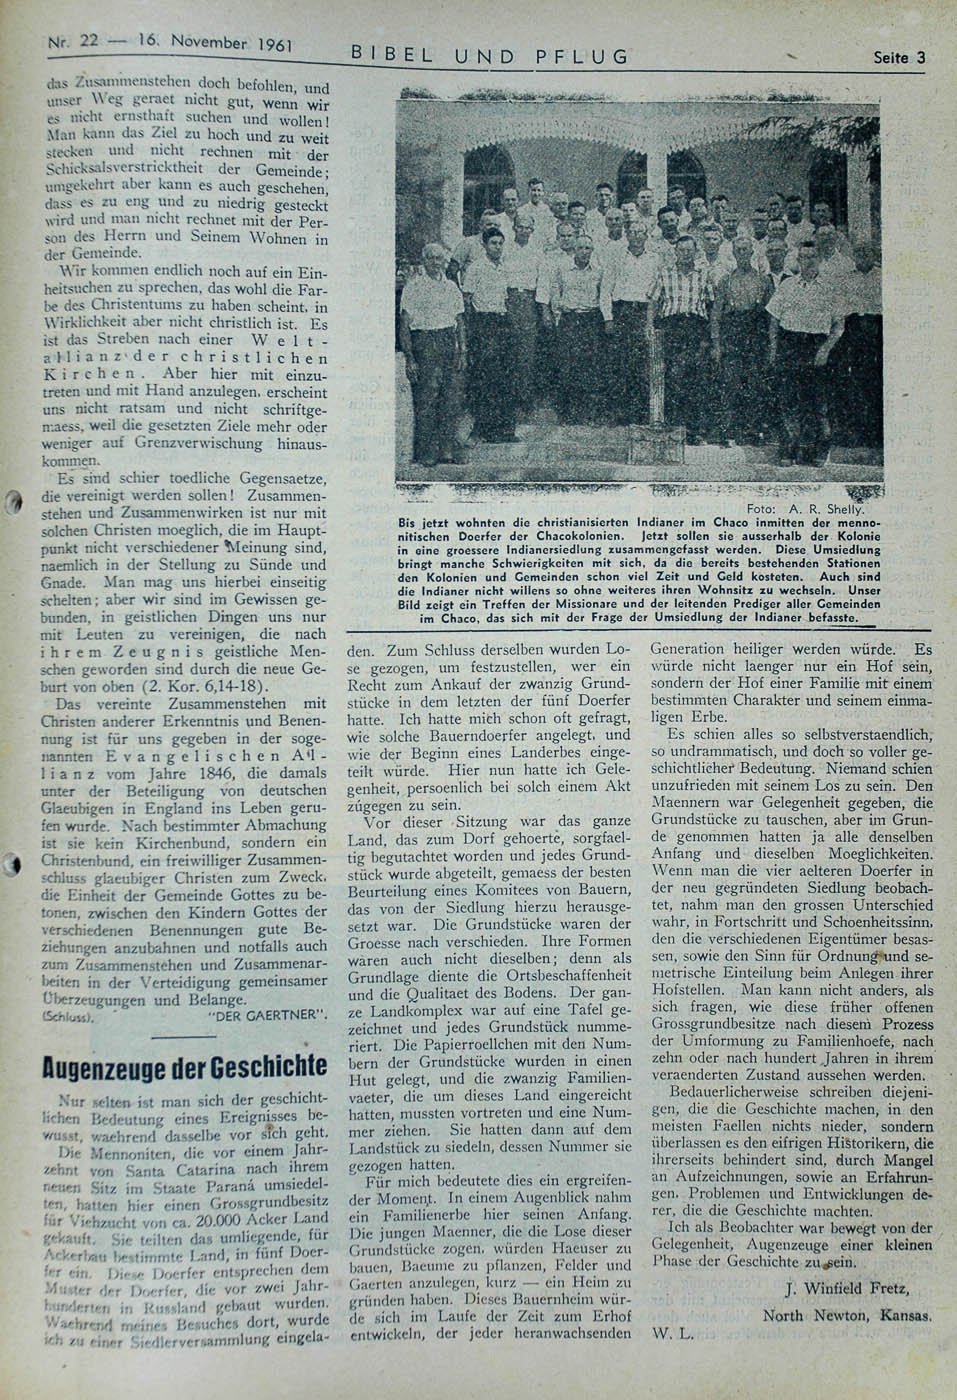 Nr. 22 — 16. November 1961
BIBEL UND PFLUG
Seite 3
das Zusammenstehen doch befohlen, und
unser Weg geraet nicht gut, wenn wir
es nicht ernsthaft suchen und wollen!
Man kann das Ziel zu hoch und zu weit
stecken und nicht rechnen mit der
Schicksalsverstricktheit der Gemeinde;
umgekehrt aber kann es auch geschehen,
dass es zu eng und zu niedrig gesteckt
wird und man nicht rechnet mit der Per-
son des Herrn und Seinem Wohnen in
der Gemeinde.
Wir kommen endlich noch auf ein Ein-
heitsuchen zu sprechen, das wohl die Far-
be des Christentums zu haben scheint, in
Wirklichkeit aber nicht christlich ist. Es
ist das Streben nach einer Welt-
allianz der christlichen
Kirchen. Aber hier mit einzu-
treten und mit Hand anzulegen, erscheint
uns nicht ratsam und nicht schriftge-
maess, weil die gesetzten Ziele mehr oder
weniger auf Grenzverwischung hinaus-
kommen.
Es sind schier toedliche Gegensaetze,
die vereinigt werden sollen! Zusammen-
stehen und Zusammenwirken ist nur mit
solchen Christen moeglich, die im Haupt-
punkt nicht verschiedener Meinung sind,
naemlich in der Stellung zu Sünde und
Gnade. Man mag uns hierbei einseitig
schelten; aber wir sind im Gewissen ge-
bunden, in geistlichen Dingen uns nur
mit Leuten zu vereinigen, die nach
ihrem Zeugnis geistliche Men-
schen geworden sind durch die neue Ge-
burt von oben (2. Kor. 6,14-18).
Das vereinte Zusammenstehen mit
Christen anderer Erkenntnis und Benen-
nung ist für uns gegeben in der soge-
nannten Evangelischen Al-
lianz vom Jahre 1846, die damals
unter der Beteiligung von deutschen
Glaeubigen in England ins Leben geru-
fen wurde. Nach bestimmter Abmachung
ist sie kein Kirchenbund, sondern ein
Christenbund, ein freiwilliger Zusammen-
schluss glaeubiger Christen zum Zweck,
die Einheit der Gemeinde Gottes zu be-
tonen, zwischen den Kindern Gottes der
verschiedenen Benennungen gute Be-
ziehungen anzubahnen und notfalls auch
zum Zusammenstehen und Zusammenar-
beiten in der Verteidigung gemeinsamer
Überzeugungen und Belange.
(Schluss). "DER GAERTNER".
Augenzeuge der Geschichte
Nur selten ist man sich der geschicht-
lichen Bedeutung eines Ereignisses be-
wusst, waehrend dasselbe vor sich geht.
Die Mennoniten, die vor einem Jahr-
zehnt von Santa Catarina nach ihrem
neuen Sitz im Staate Paraná umsiedel-
ten, hatten hier einen Grossgrundbesitz
für Viehzucht von ca. 20.000 Acker Land
gekauft. Sie teilten das umliegende, für
Ackerbau bestimmte Land, in fünf Doer-
fer ein. Diese Doerfer entsprechen dem
Muster der Doerfer, die vor zwei Jahr-
hunderten in Russland gebaut wurden.
Waehrend meines Besuches dort, wurde
ich zu einer Siedlerversammlung eingela-
Foto: A. R. Shelly.
Bis jetzt wohnten die christianisierten Indianer im Chaco inmitten der menno-
nitischen Doerfer der Chacokolonien. Jetzt sollen sie ausserhalb der Kolonie
in eine groessere Indianersiedlung zusammengefasst werden. Diese Umsiedlung
bringt manche Schwierigkeiten mit sich, da die bereits bestehenden Stationen
den Kolonien und Gemeinden schon viel Zeit und Geld kosteten. Auch sind
die Indianer nicht willens so ohne weiteres ihren Wohnsitz zu wechseln. Unser
Bild zeigt ein Treffen der Missionare und der leitenden Prediger aller Gemeinden
im Chaco, das sich mit der Frage der Umsiedlung der Indianer befasste.
den. Zum Schluss derselben wurden Lo-
se gezogen, um festzustellen, wer ein
Recht zum Ankauf der zwanzig Grund-
stücke in dem letzten der fünf Doerfer
hatte. Ich hatte mich schon oft gefragt,
wie solche Bauerndoerfer angelegt, und
wie der Beginn eines Landerbes einge-
teilt würde. Hier nun hatte ich Gele-
genheit, persoenlich bei solch einem Akt
zügegen zu sein.
Vor dieser Sitzung war das ganze
Land, das zum Dorf gehoerte, sorgfael-
tig begutachtet worden und jedes Grund-
stück wurde abgeteilt, gemaess der besten
Beurteilung eines Komitees von Bauern,
das von der Siedlung hierzu herausge-
setzt war. Die Grundstücke waren der
Groesse nach verschieden. Ihre Formen
waren auch nicht dieselben; denn als
Grundlage diente die Ortsbeschaffenheit
und die Qualitaet des Bodens. Der gan-
ze Landkomplex war auf eine Tafel ge-
zeichnet und jedes Grundstück numme-
riert. Die Papierroellchen mit den Num-
bern der Grundstücke wurden in einen
Hut gelegt, und die zwanzig Familien-
vaeter, die um dieses Land eingereicht
hatten, mussten vortreten und eine Num-
mer ziehen. Sie hatten dann auf dem
Landstück zu siedeln, dessen Nummer sie
gezogen hatten.
Für mich bedeutete dies ein ergreifen-
der Moment. In einem Augenblick nahm
ein Familienerbe hier seinen Anfang.
Die jungen Maenner, die die Lose dieser
Grundstücke zogen, würden Haeuser zu
bauen, Baeume zu pflanzen, Felder und
Gaerten anzulegen, kurz — ein Heim zu
gründen haben. Dieses Bauernheim wür-
de sich im Laufe der Zeit zum Erhof
entwickeln, der jeder heranwachsenden
Generation heiliger werden würde. Es
würde nicht laenger nur ein Hof sein,
sondern der Hof einer Familie mit einem
bestimmten Charakter und seinem einma-
ligen Erbe.
Es schien alles so selbstverstaendlich,
so undramatisch, und doch so voller ge-
schichtlicher Bedeutung. Niemand schien
unzufrieden mit seinem Los zu sein. Den
Maennern war Gelegenheit gegeben, die
Grundstücke zu tauschen, aber im Grun-
de genommen hatten ja alle denselben
Anfang und dieselben Moeglichkeiten.
Wenn man die vier aelteren Doerfer in
der neu gegründeten Siedlung beobach-
tet, nahm man den grossen Unterschied
wahr, in Fortschritt und Schoenheitssinn,
den die verschiedenen Eigentümer besas-
sen, sowie den Sinn für Ordnung und se-
metrische Einteilung beim Anlegen ihrer
Hofstellen. Man kann nicht anders, als
sich fragen, wie diese früher offenen
Grossgrundbesitze nach diesem Prozess
der Umformung zu Familienhoefe, nach
zehn oder nach hundert Jahren in ihrem
veraenderten Zustand aussehen werden.
Bedauerlicherweise schreiben diejeni-
gen, die die Geschichte machen, in den
meisten Faellen nichts nieder, sondern
überlassen es den eifrigen Historikern, die
ihrerseits behindert sind, durch Mangel
an Aufzeichnungen, sowie an Erfahrun-
gen, Problemen und Entwicklungen de-
rer, die die Geschichte machten.
Ich als Beobachter war bewegt von der
Gelegenheit, Augenzeuge einer kleinen
Phase der Geschichte zu sein.
J. Winfield Fretz,
North Newton, Kansas.
W. L.